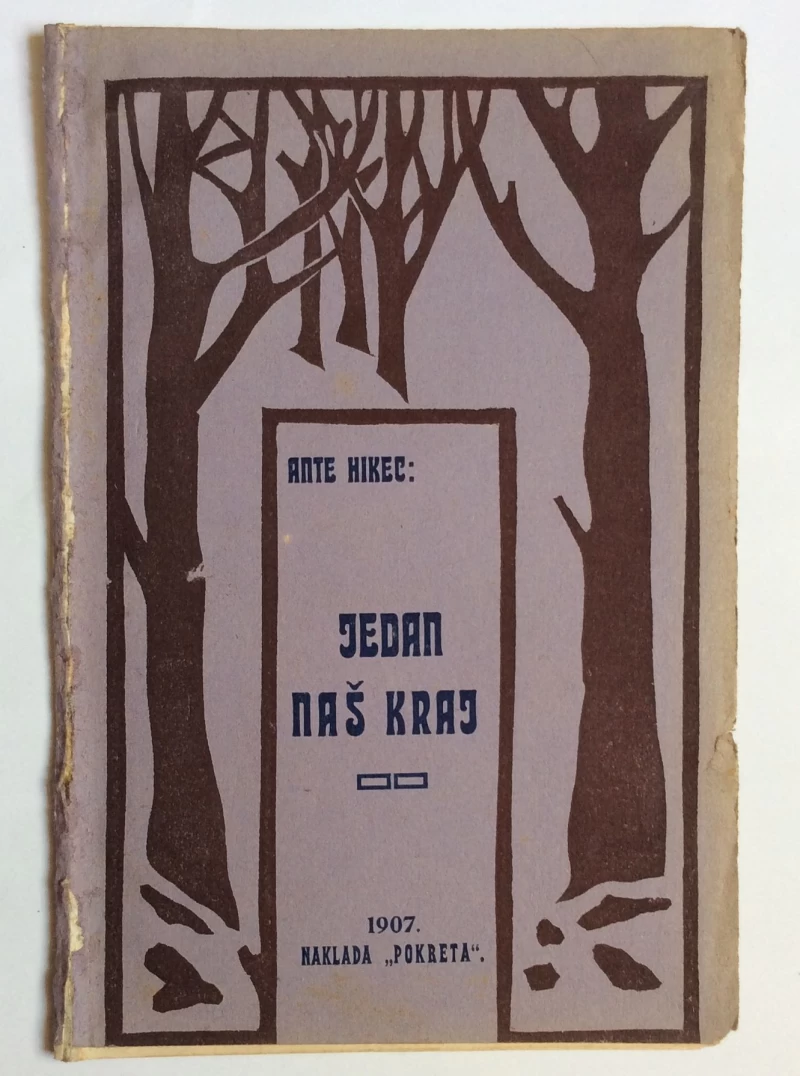 ANTE HIKEC:
JEDAN
NAŠ KRAJ
1907.
NAKLADA „POKRETA“.